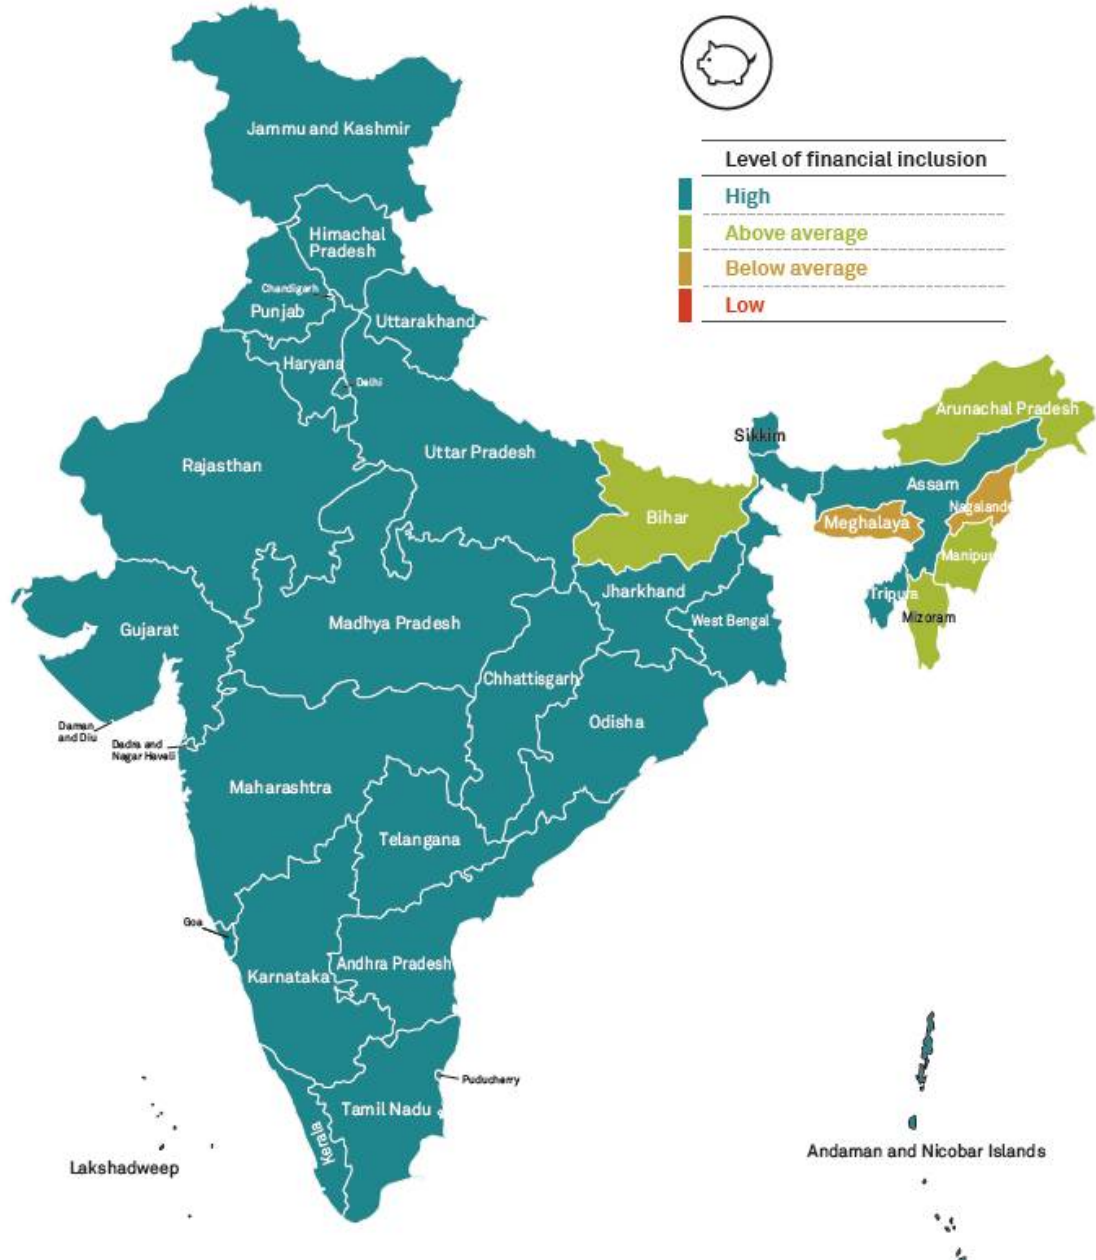 Level of financial inclusion
High
Above average
Below average
Low
Jammu and Kashmir
Himachal
Pradesh
Chandigarh
Punjab
Uttarakhand
Haryana
Delhi
Arunachal Pradesh
Sikkim
Uttar Pradesh
Rajasthan
Assam
Nagaland
Bihar
Meghalaya
Manipur
Jharkhand
Tripura
Mizoram
Gujarat
Madhya Pradesh
West Bengal
Chhattisgarh
Odisha
Daman
and Diu
Dadra and
Nagar Haveli
Maharashtra
Telangana
Goa
Andhra Pradesh
Karnataka
Puducherry
Tamil Nadu
Kerala
Lakshadweep
Andaman and Nicobar Islands